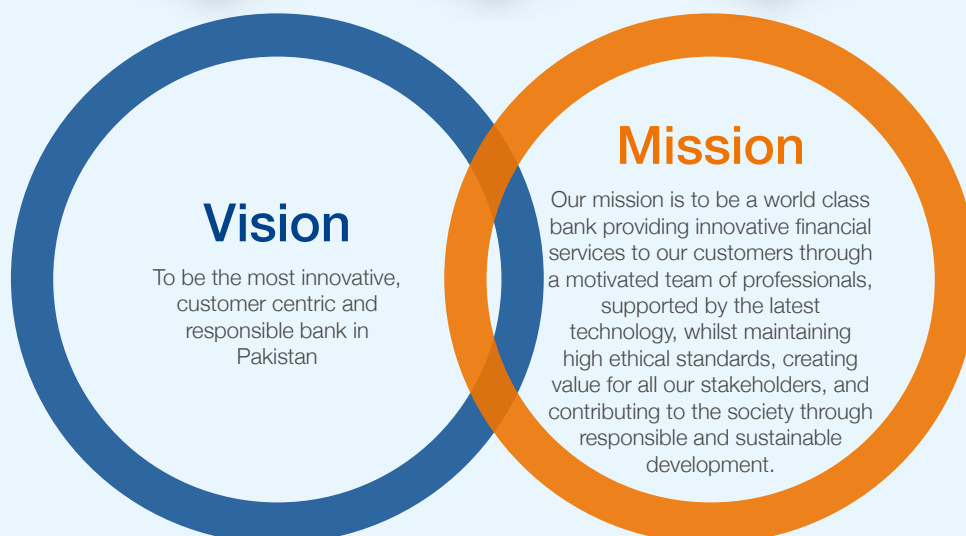 Vision
To be the most innovative,
customer centric and
responsible bank in
Pakistan
Mission
Our mission is to be a world class
bank providing innovative financial
services to our customers through
a motivated team of professionals,
supported by the latest
technology, whilst maintaining
high ethical standards, creating
value for all our stakeholders, and
contributing to the society through
responsible and sustainable
development.